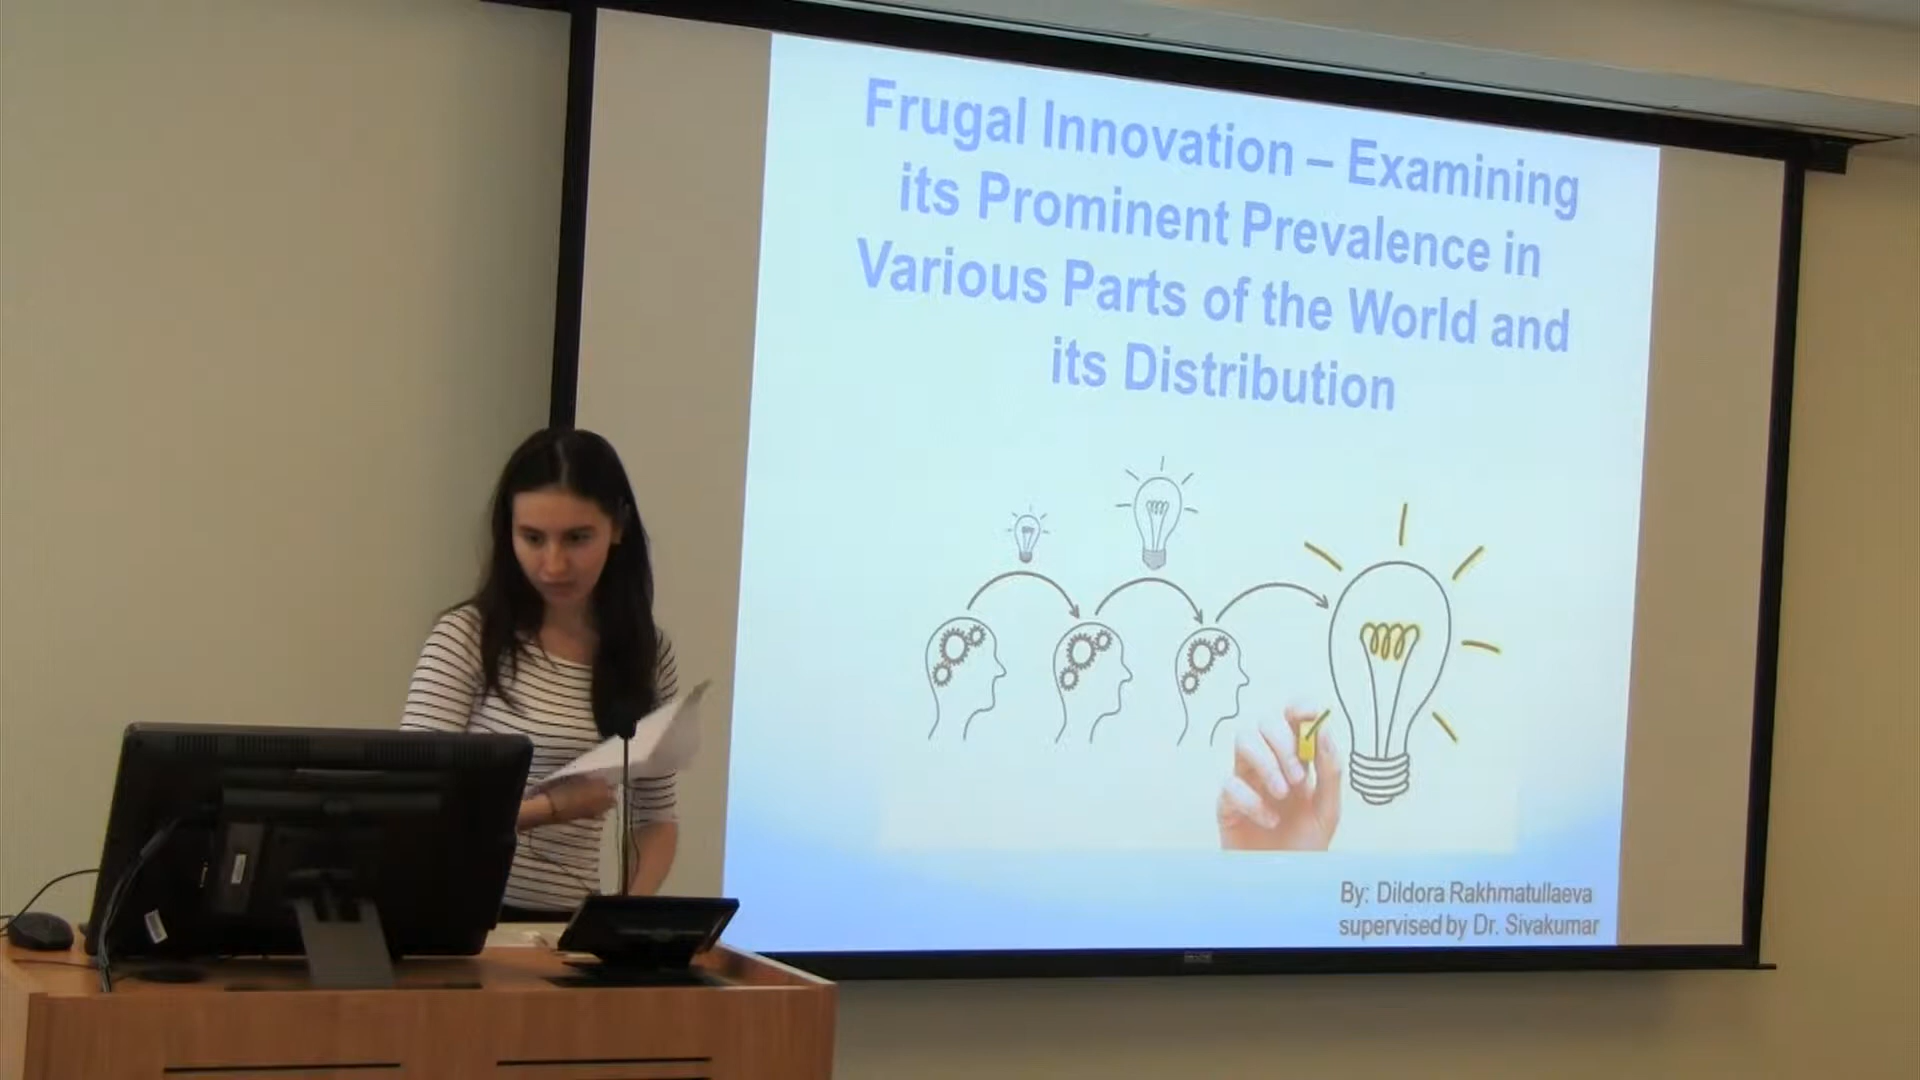 Frugal Innovation – Examining
its Prominent Prevalence in
Various Parts of the World and
its Distribution
By: Dildora Rakhmatullaeva
supervised by Dr. Sivakumar